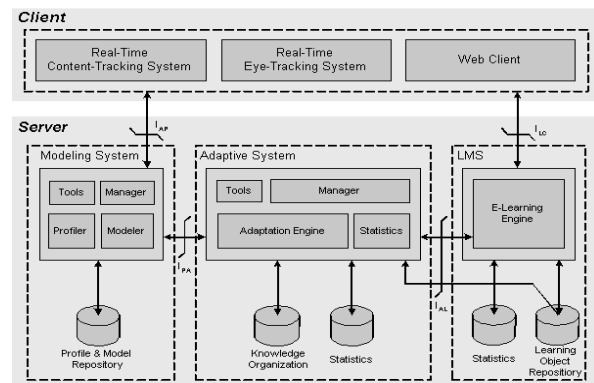 Client
Real-Time
Content-Tracking System
Real-Time
Eye-Tracking System
Web Client
Server
I AP
I LC
Modeling System
Adaptive System
LMS
Tools
Manager
Profiler
Modeler
Tools
Manager
Adaptation Engine
Statistics
E-Learning
Engine
I PA
I AL
Profile & Model
Repository
Knowledge
Organization
Statistics
Statistics
Learning
Object
Repository